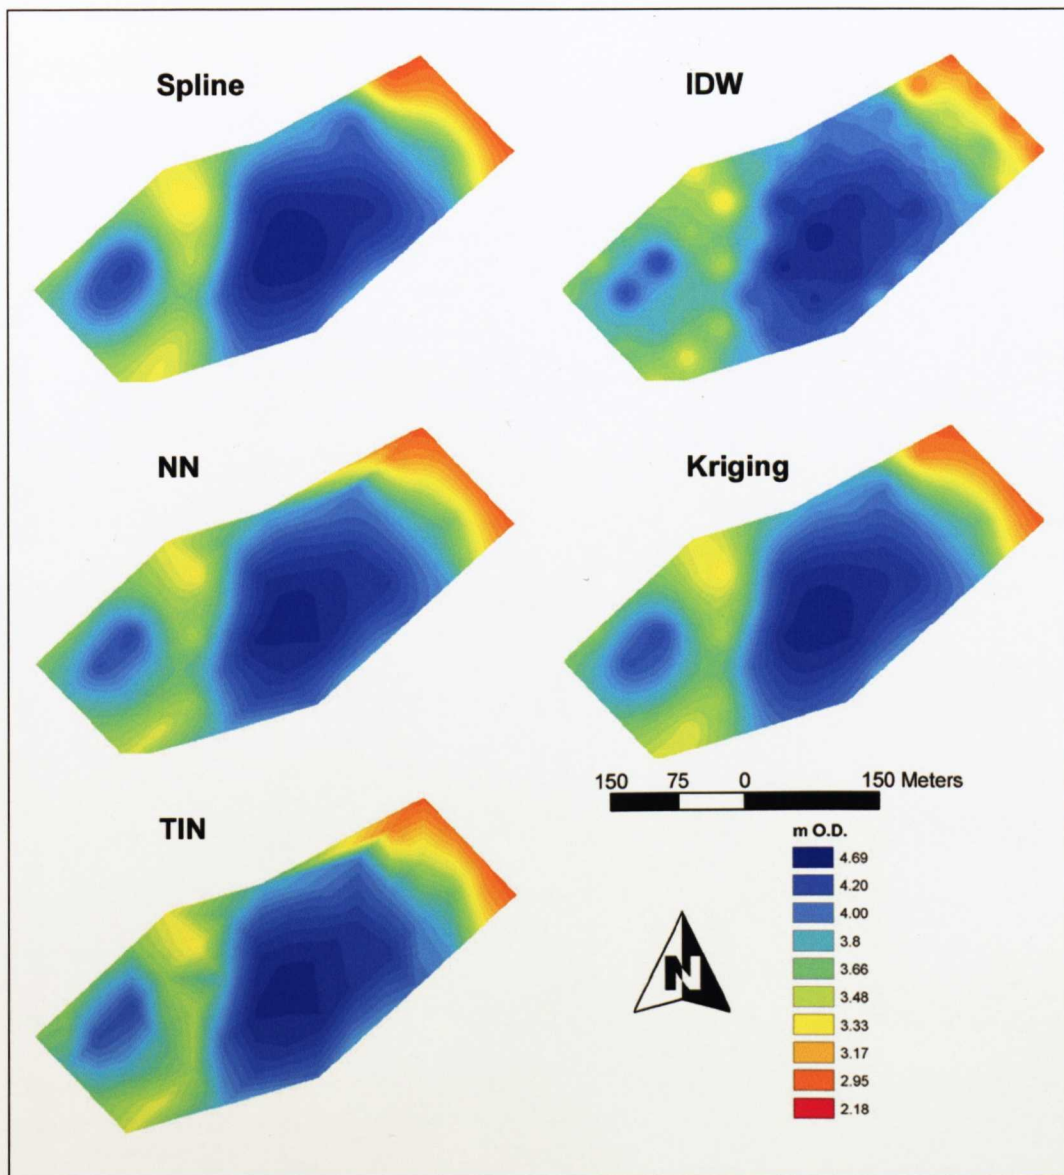 Spline
IDW
NN
Kriging
150 75 0 150 Meters
TIN
m O.D.
4.69
4.20
4.00
3.8
3.66
3.48
3.33
3.17
2.95
2.18
N